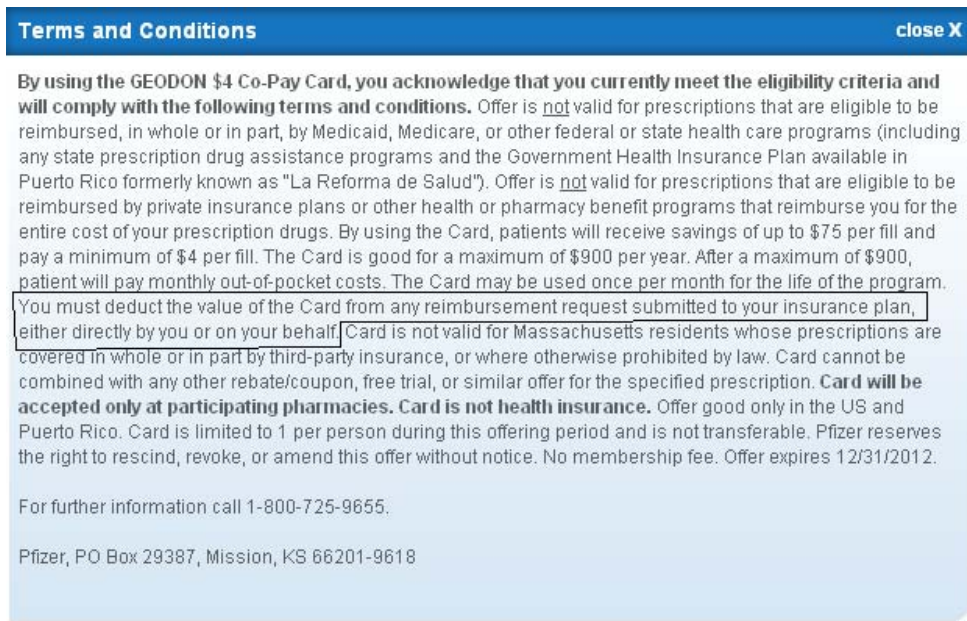 Terms and Conditions close X
By using the GEODON $4 Co-Pay Card, you acknowledge that you currently meet the eligibility criteria and
will comply with the following terms and conditions. Offer is not valid for prescriptions that are eligible to be
reimbursed, in whole or in part, by Medicaid, Medicare, or other federal or state health care programs (including
any state prescription drug assistance programs and the Government Health Insurance Plan available in
Puerto Rico formerly known as "La Reforma de Salud"). Offer is not valid for prescriptions that are eligible to be
reimbursed by private insurance plans or other health or pharmacy benefit programs that reimburse you for the
entire cost of your prescription drugs. By using the Card, patients will receive savings of up to $75 per fill and
pay a minimum of $4 per fill. The Card is good for a maximum of $900 per year. After a maximum of $900,
patient will pay monthly out-of-pocket costs. The Card may be used once per month for the life of the program.
You must deduct the value of the Card from any reimbursement request submitted to your insurance plan,
either directly by you or on your behalf. Card is not valid for Massachusetts residents whose prescriptions are
covered in whole or in part by third-party insurance, or where otherwise prohibited by law. Card cannot be
combined with any other rebate/coupon, free trial, or similar offer for the specified prescription. Card will be
accepted only at participating pharmacies. Card is not health insurance. Offer good only in the US and
Puerto Rico. Card is limited to 1 per person during this offering period and is not transferable. Pfizer reserves
the right to rescind, revoke, or amend this offer without notice. No membership fee. Offer expires 12/31/2012.
For further information call 1-800-725-9655.
Pfizer, PO Box 29387, Mission, KS 66201-9618